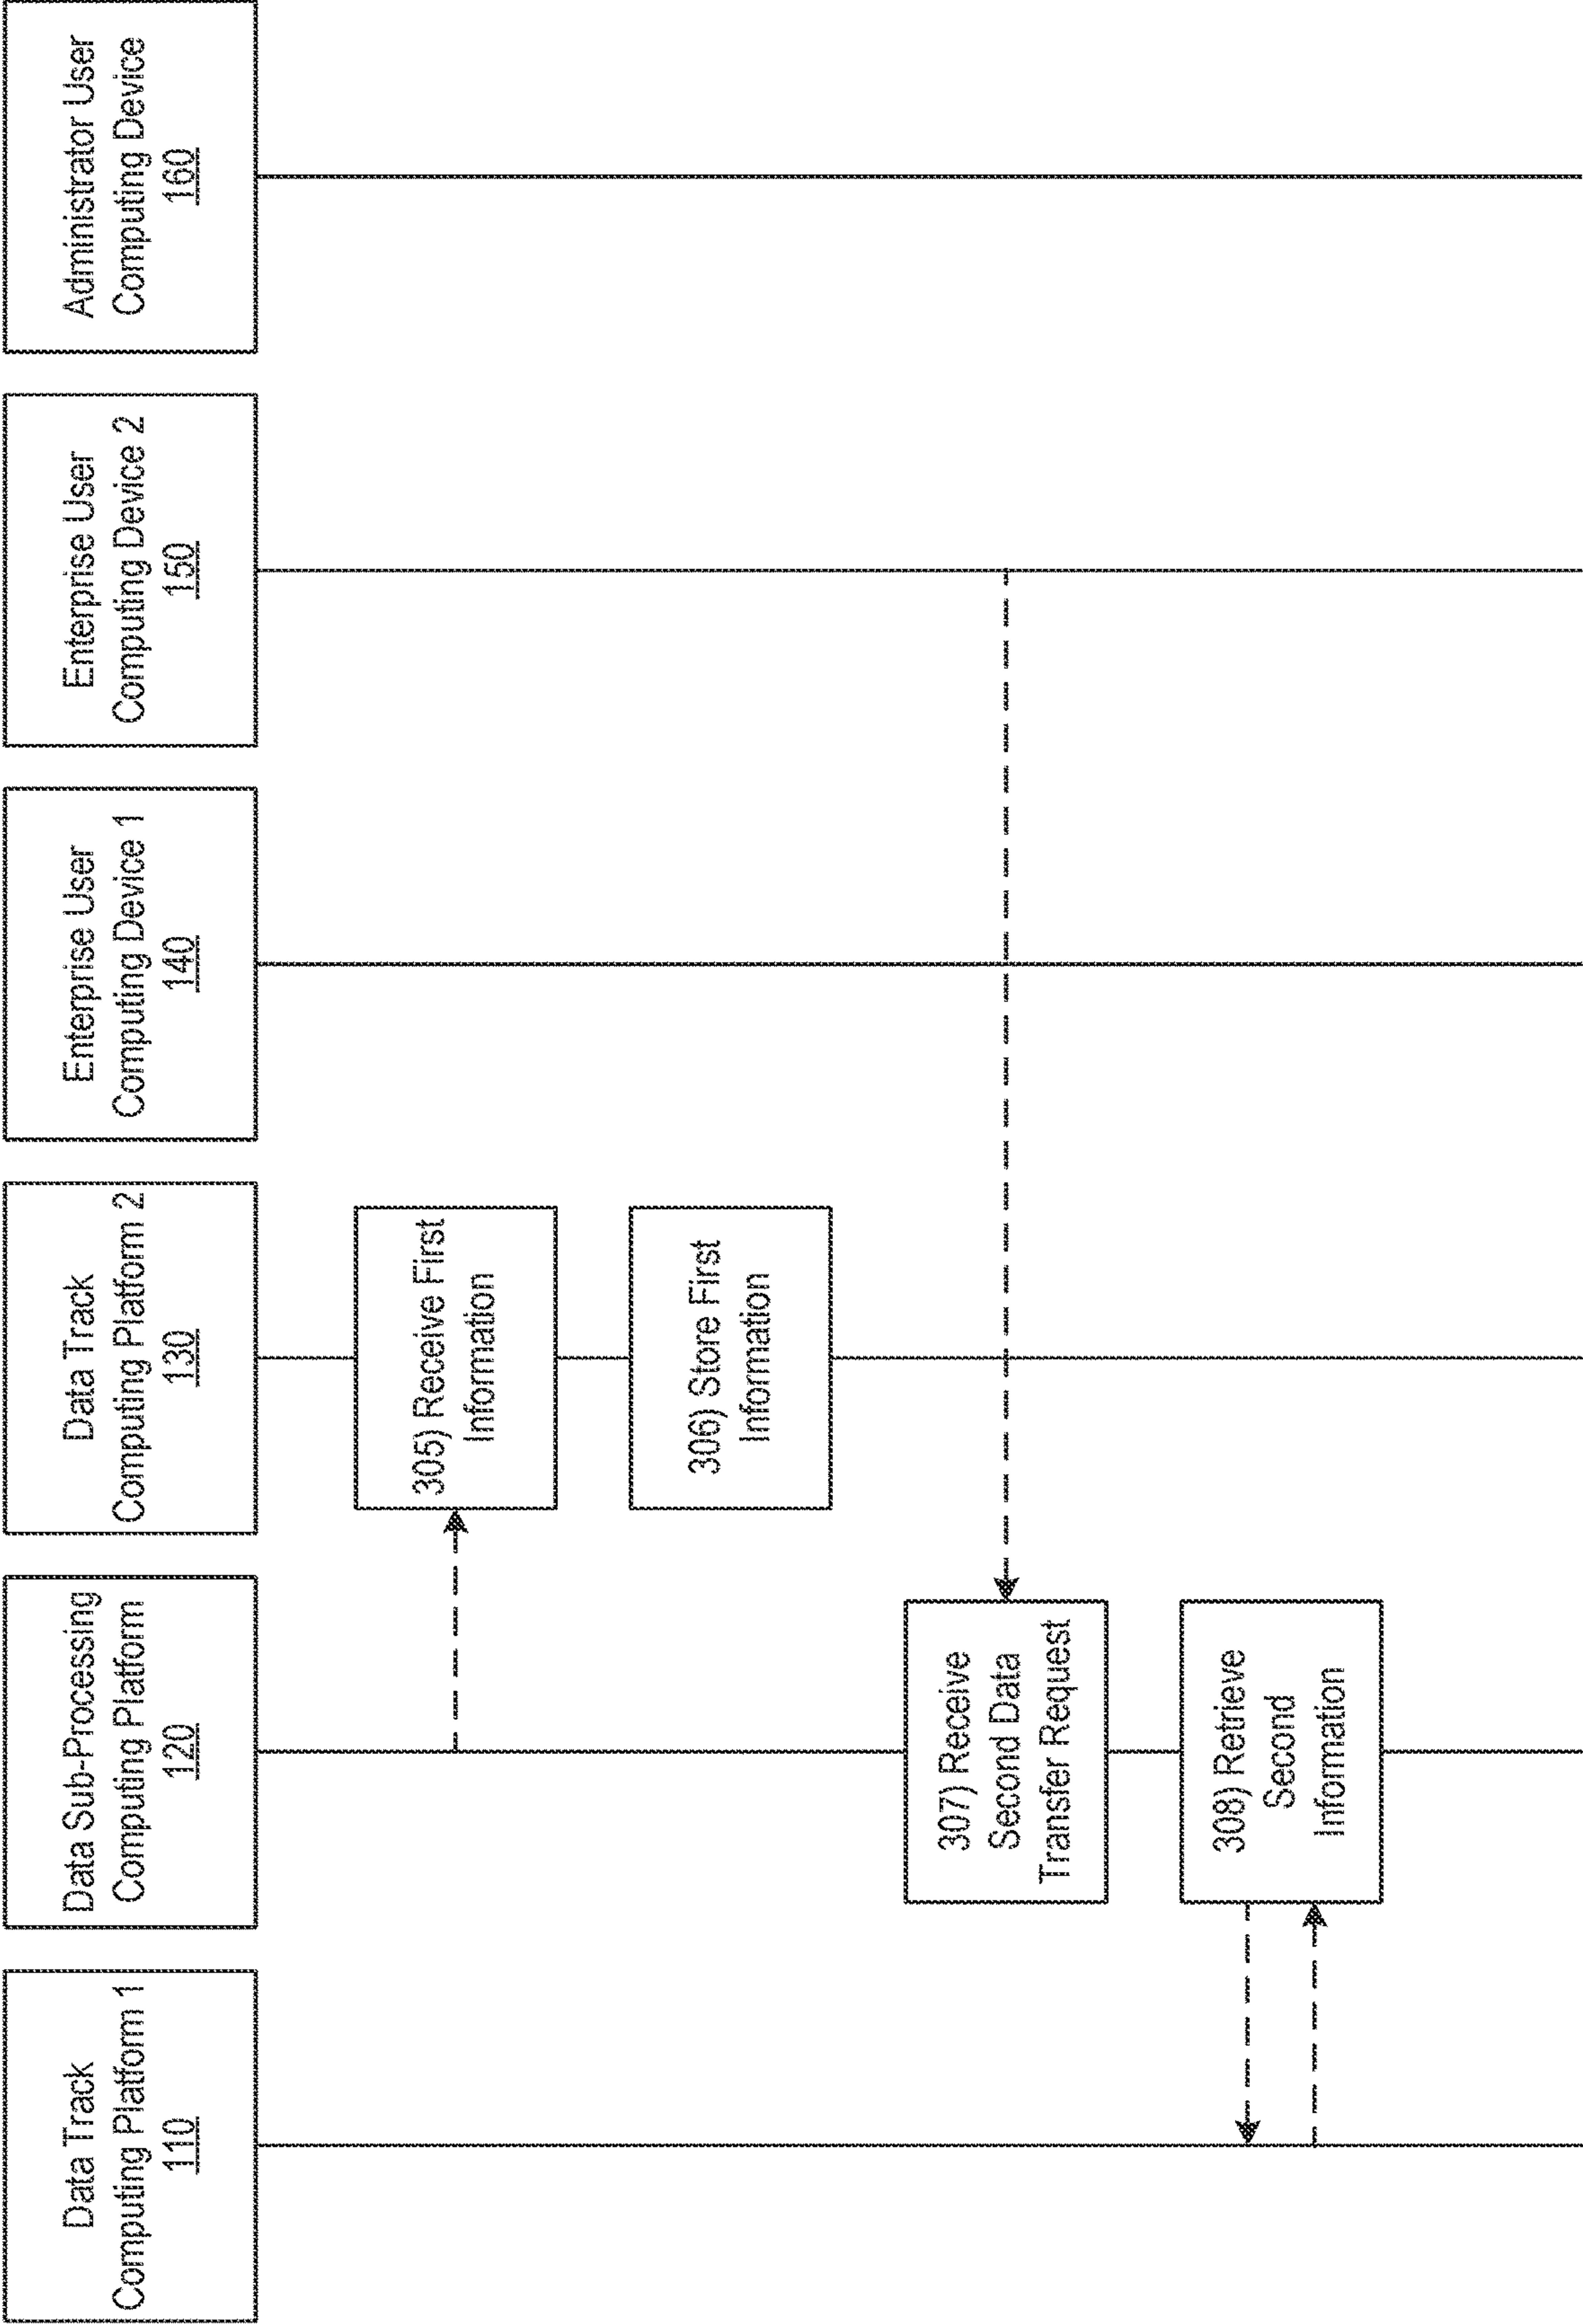 Data Track
Computing Platform 1
110
Data Sub-Processing
Computing Platform
120
Data Track
Computing Platform 2
130
Enterprise User
Computing Device 1
140
Enterprise User
Computing Device 2
150
Administrator User
Computing Device
160
305) Receive First
Information
306) Store First
Information
307) Receive
Second Data
Transfer Request
308) Retrieve
Second
Information